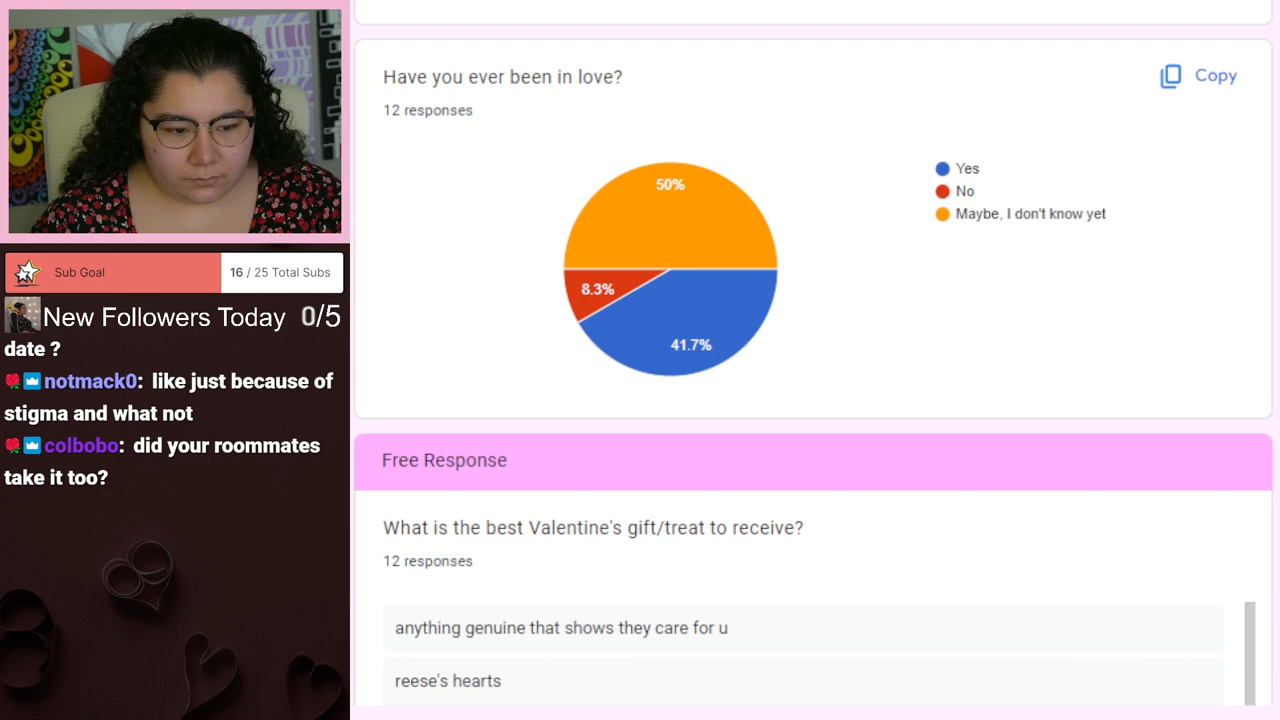 Sub Goal
16 / 25 Total Subs
New Followers Today 0/5
date ?
notmack0: like just because of
stigma and what not
colbobo: did your roommates
take it too?
Have you ever been in love?
Copy
12 responses
50%
8.3%
41.7%
Yes
No
Maybe, I don't know yet
Free Response
What is the best Valentine's gift/treat to receive?
12 responses
anything genuine that shows they care for u
reese's hearts